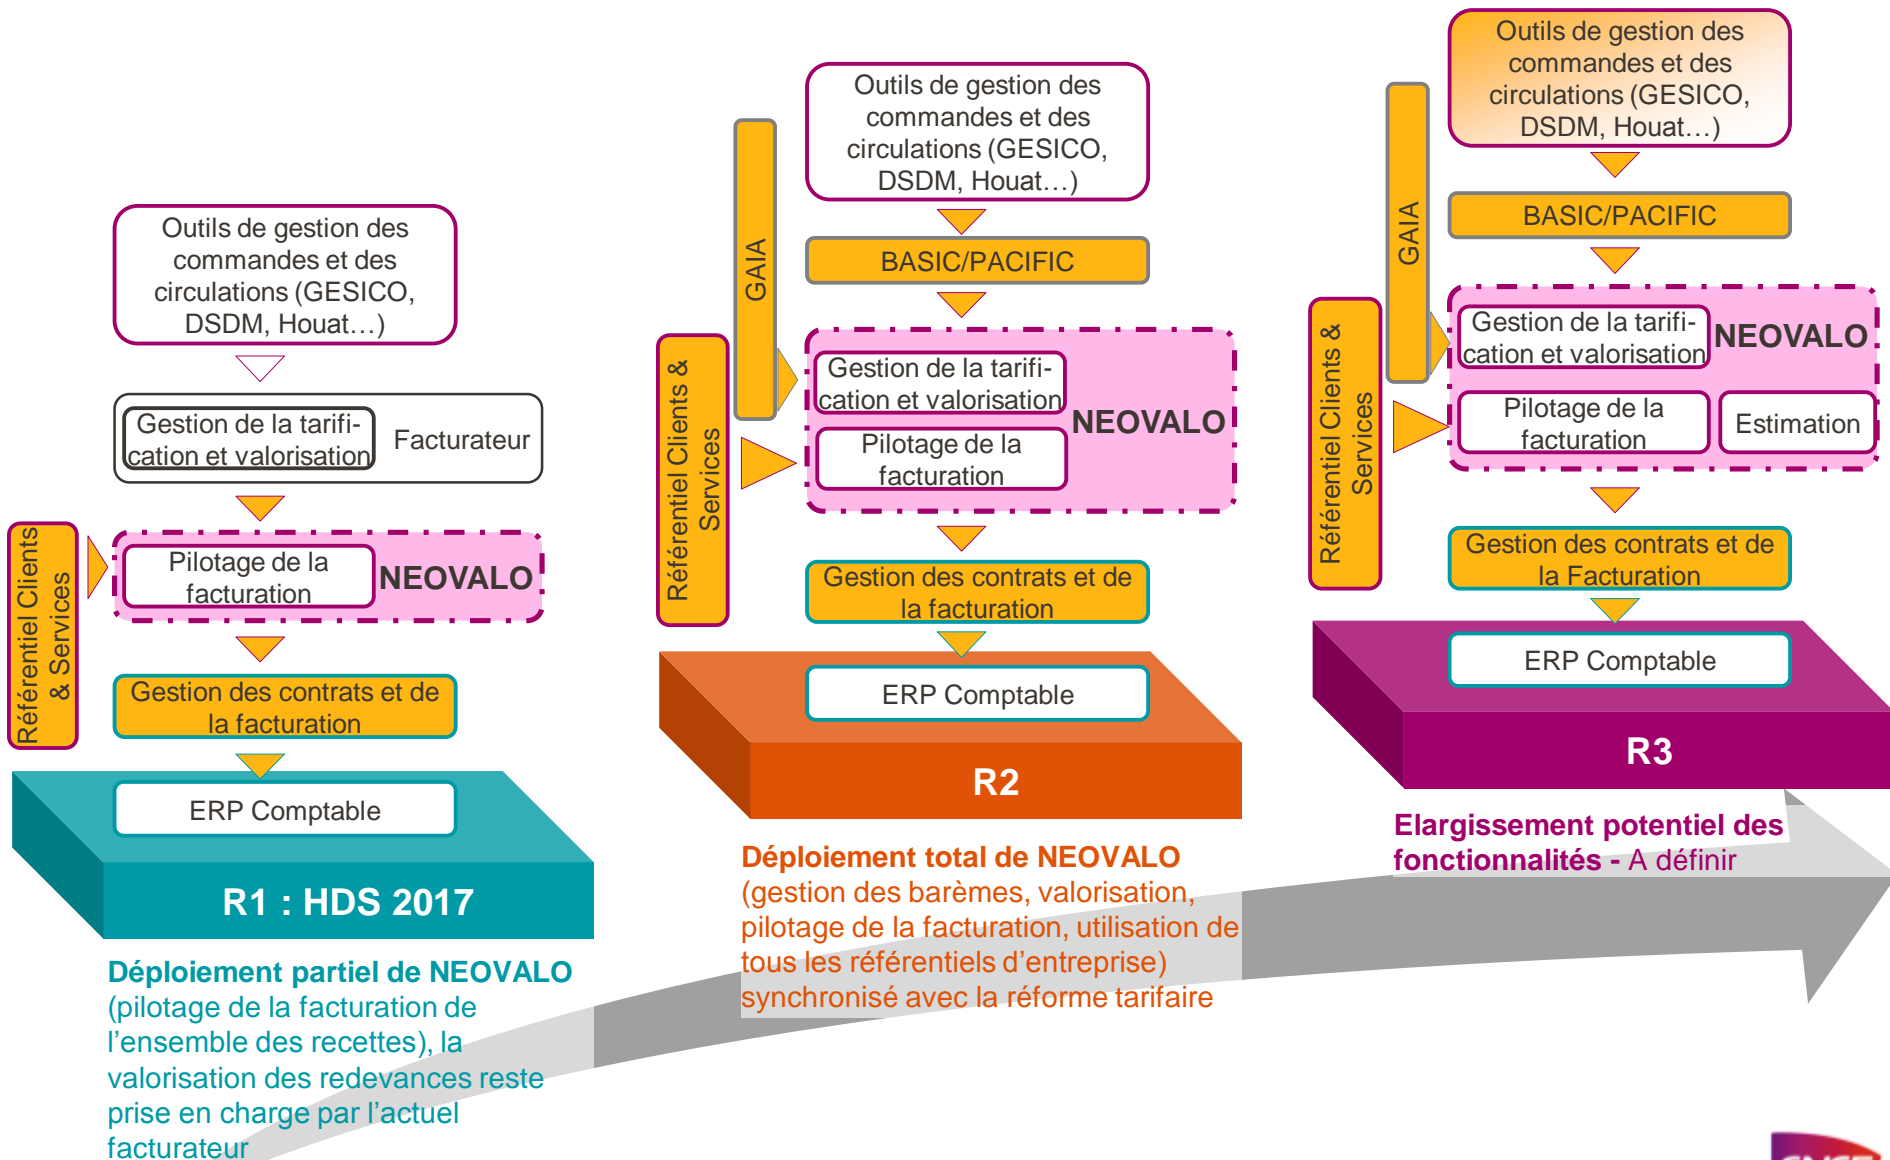 Outils de gestion des
commandes et des
circulations (GESICO,
DSDM, Houat…)
Gestion de la tarifi-
cation et valorisation
Facturateur
Référentiel Clients
& Services
Pilotage de la
facturation
NEOVALO
Gestion des contrats et de
la facturation
ERP Comptable
R1 : HDS 2017
Déploiement partiel de NEOVALO
(pilotage de la facturation de
l’ensemble des recettes), la
valorisation des redevances reste
prise en charge par l’actuel
facturateur
Outils de gestion des
commandes et des
circulations (GESICO,
DSDM, Houat…)
GAIA
BASIC/PACIFIC
Référentiel Clients &
Services
Gestion de la tarifi-
cation et valorisation
NEOVALO
Pilotage de la
facturation
Gestion des contrats et de
la facturation
ERP Comptable
R2
Déploiement total de NEOVALO
(gestion des barèmes, valorisation,
pilotage de la facturation, utilisation de
tous les référentiels d’entreprise)
synchronisé avec la réforme tarifaire
Outils de gestion des
commandes et des
circulations (GESICO,
DSDM, Houat…)
GAIA
BASIC/PACIFIC
Référentiel Clients &
Services
Gestion de la tarifi-
cation et valorisation
NEOVALO
Pilotage de la
facturation
Estimation
Gestion des contrats et de
la Facturation
ERP Comptable
R3
Elargissement potentiel des
fonctionnalités - A définir
SNCF